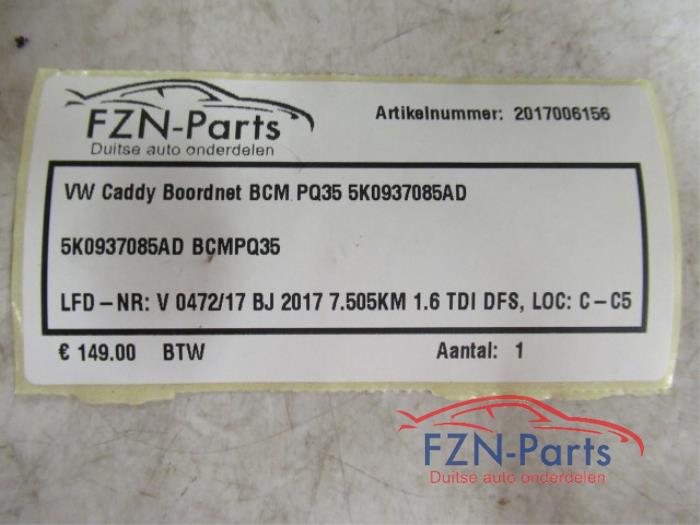 FZN-Parts
Duitse auto onderdelen
Artikelnummer: 2017006156
VW Caddy Boordnet BCM PQ35 5K0937085AD
5K0937085AD BCMPQ35
LFD-NR: V 0472/17 BJ 2017 7.505KM 1.6 TDI DFS, LOC: C-C5
€ 149.00 BTW
Aantal: 1
FZN-Parts
Duitse auto onderdelen